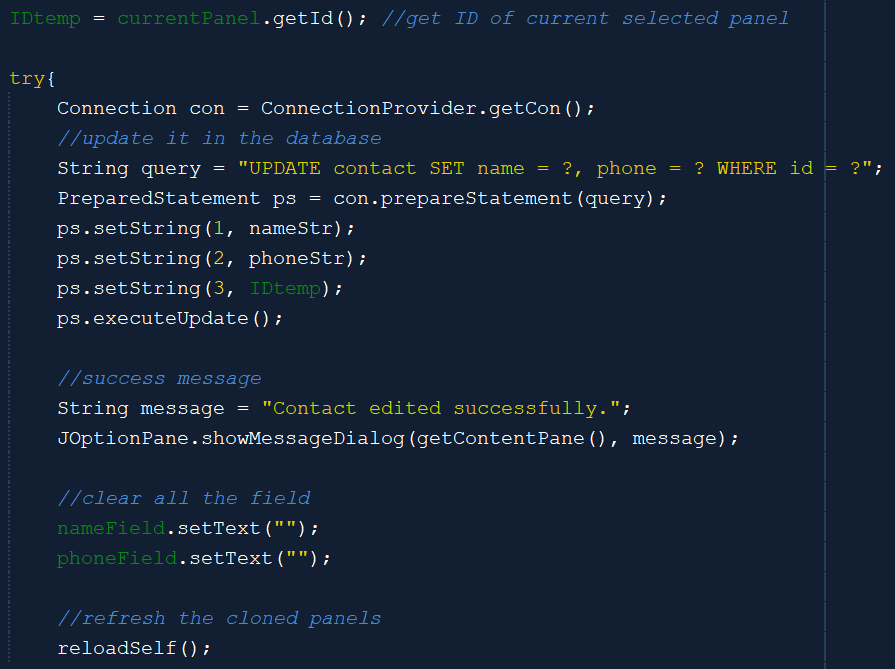 IDtemp = currentPanel.getId(); //get ID of current selected panel
try{
Connection con = ConnectionProvider.getCon();
//update it in the database
String query = "UPDATE contact SET name = ?, phone = ? WHERE id = ?";
PreparedStatement ps = con.prepareStatement(query);
ps.setString(1, nameStr);
ps.setString(2, phoneStr);
ps.setString(3, IDtemp);
ps.executeUpdate();
//success message
String message = "Contact edited successfully.";
JOptionPane.showMessageDialog(getContentPane(), message);
//clear all the field
nameField.setText("");
phoneField.setText("");
//refresh the cloned panels
reloadSelf();